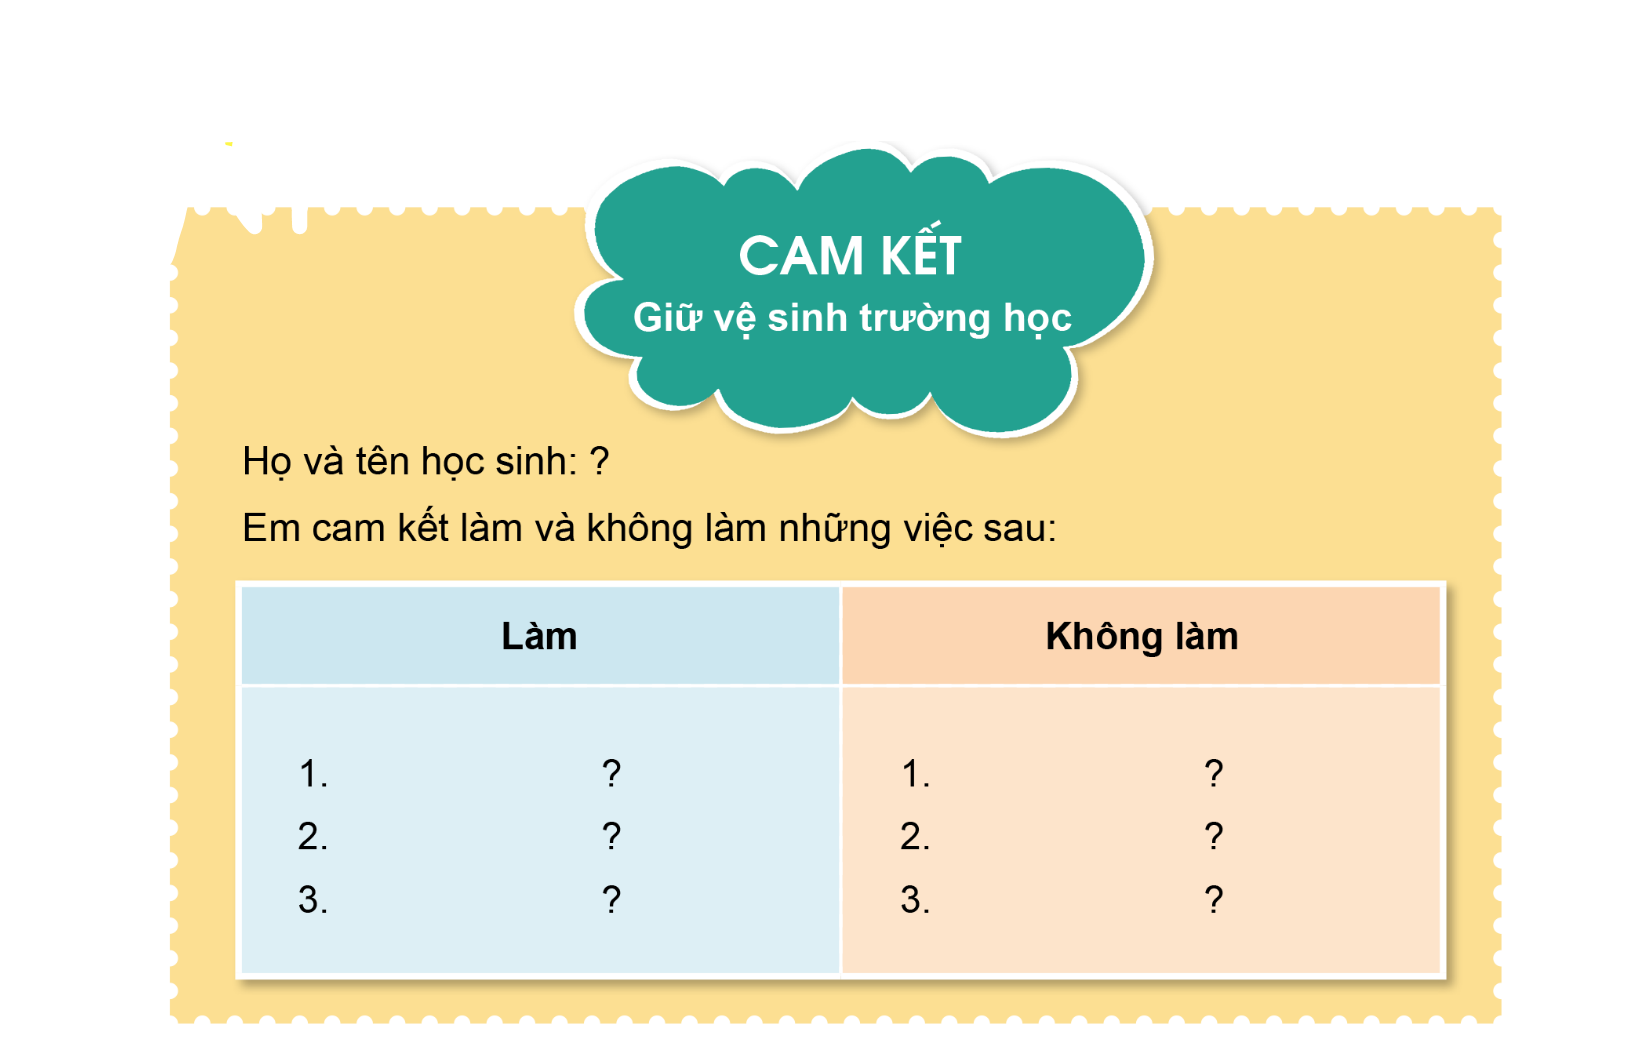 CAM KẾT
Giữ vệ sinh trường học
Họ và tên học sinh: ?
Em cam kết làm và không làm những việc sau:
Làm Không làm
1. ? 1. ?
2. ? 2. ?
3. ? 3. ?